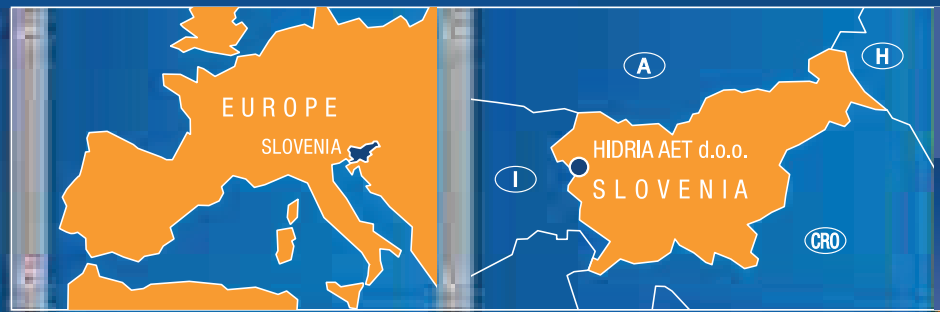 EUROPE
SLOVENIA
A
H
HIDRIA AET d.o.o.
I
SLOVENIA
CRO